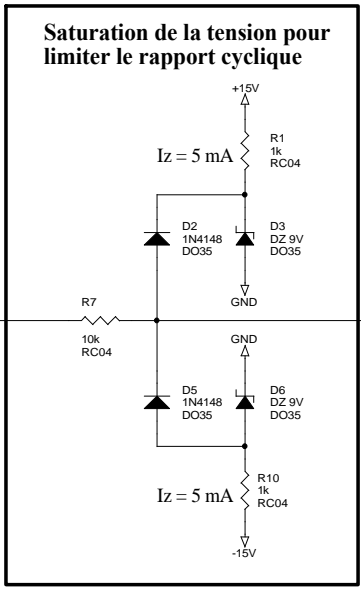 Saturation de la tension pour
limiter le rapport cyclique
+15V
R1
1k
RC04
Iz = 5 mA
D2
1N4148
DO35
D3
DZ 9V
DO35
GND
R7
10k
RC04
GND
D5
1N4148
DO35
D6
DZ 9V
DO35
R10
1k
RC04
Iz = 5 mA
-15V